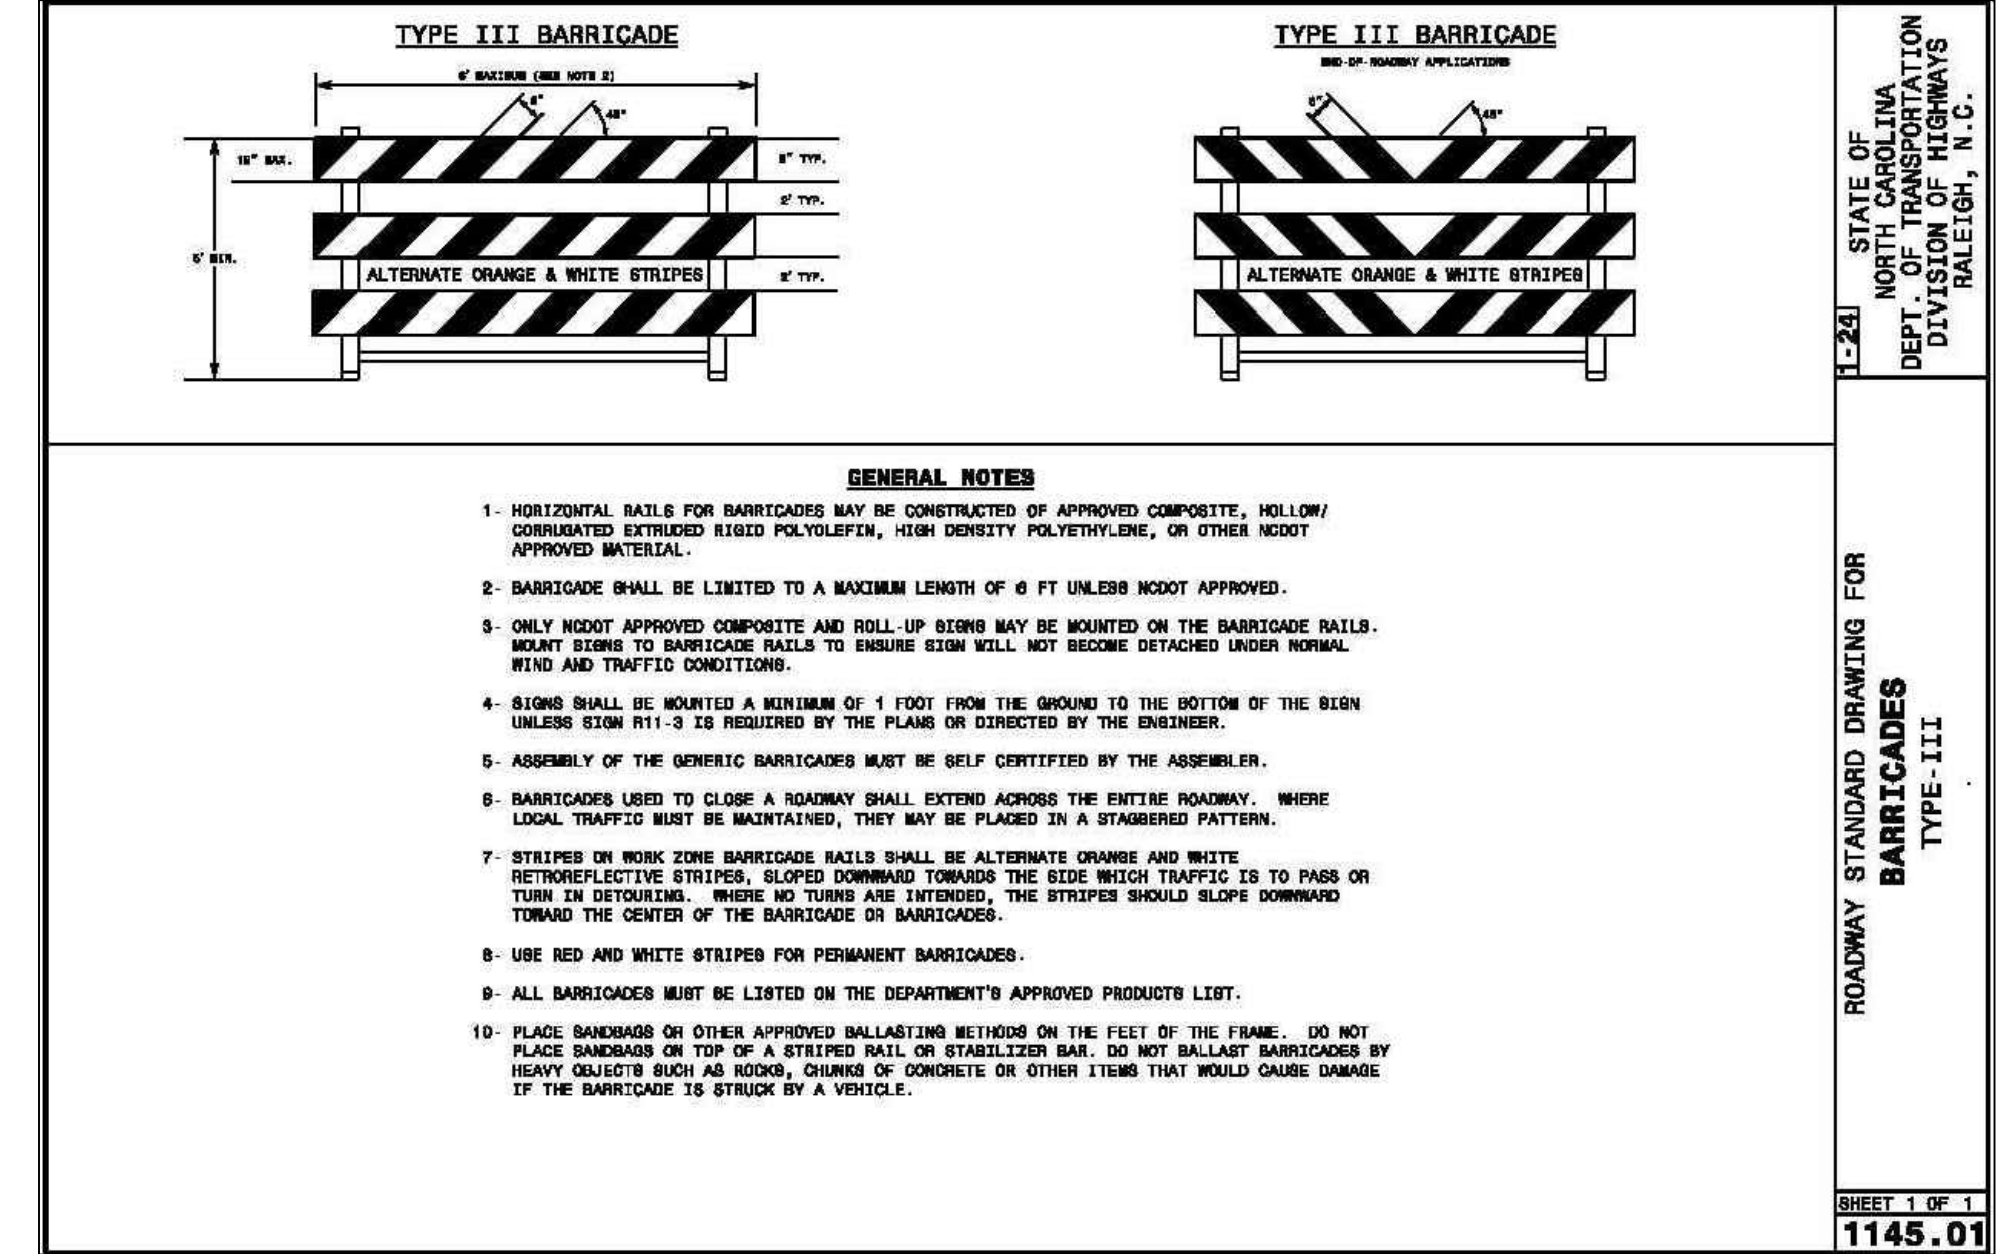 TYPE III BARRICADE
TYPE III BARRICADE
END-OF-ROADWAY APPLICATIONS
MAXIMUM (SEE NOTE 2)
45°
45°
MAX.
TYP.
2' TYP.
5' MIN.
TYP.
ALTERNATE ORANGE & WHITE STRIPES
ALTERNATE ORANGE & WHITE STRIPES
GENERAL NOTES
1- HORIZONTAL RAILS FOR BARRICADES MAY BE CONSTRUCTED OF APPROVED COMPOSITE, HOLLOW/
CORRUGATED EXTRUDED RIGID POLYOLEFIN, HIGH DENSITY POLYETHYLENE, OR OTHER NCDOT
APPROVED MATERIAL.
2- BARRICADE SHALL BE LIMITED TO A MAXIMUM LENGTH OF FT UNLESS NCDOT APPROVED.
3- ONLY NCDOT APPROVED COMPOSITE AND ROLL-UP SIGNS MAY BE MOUNTED ON THE BARRICADE RAILS.
MOUNT SIGNS TO BARRICADE RAILS TO ENSURE SIGN WILL NOT BECOME DETACHED UNDER NORMAL
WIND AND TRAFFIC CONDITIONS.
4- SIGNS SHALL BE MOUNTED A MINIMUM OF 1 FOOT FROM THE GROUND TO THE BOTTOM OF THE SIGN
UNLESS SIGN R11-3 IS REQUIRED BY THE PLANS OR DIRECTED BY THE ENGINEER.
5- ASSEMBLY OF THE GENERIC BARRICADES MUST BE SELF CERTIFIED BY THE ASSEMBLER.
6- BARRICADES USED TO CLOSE A ROADWAY SHALL EXTEND ACROSS THE ENTIRE ROADWAY. WHERE
LOCAL TRAFFIC MUST BE MAINTAINED, THEY MAY BE PLACED IN A STAGGERED PATTERN.
7- STRIPES ON WORK ZONE BARRICADE RAILS SHALL BE ALTERNATE ORANGE AND WHITE
RETROREFLECTIVE STRIPES, SLOPED DOWNWARD TOWARDS THE SIDE WHICH TRAFFIC IS TO PASS OR
TURN IN DETOURING. WHERE NO TURNS ARE INTENDED, THE STRIPES SHOULD SLOPE DOWNWARD
TOWARD THE CENTER OF THE BARRICADE OR BARRICADES.
8- USE RED AND WHITE STRIPES FOR PERMANENT BARRICADES.
9- ALL BARRICADES MUST BE LISTED ON THE DEPARTMENT'S APPROVED PRODUCTS LIST.
10- PLACE SANDBAGS OR OTHER APPROVED BALLASTING METHODS ON THE FEET OF THE FRAME. DO NOT
PLACE SANDBAGS ON TOP OF A STRIPED RAIL OR STABILIZER BAR. DO NOT BALLAST BARRICADES BY
HEAVY OBJECTS SUCH AS ROCKS, CHUNKS OF CONCRETE OR OTHER ITEMS THAT WOULD CAUSE DAMAGE
IF THE BARRICADE IS STRUCK BY A VEHICLE.
1-24
STATE OF
NORTH CAROLINA
DEPT. OF TRANSPORTATION
DIVISION OF HIGHWAYS
RALEIGH, N.C.
ROADWAY STANDARD DRAWING FOR
BARRICADES
TYPE-III
SHEET 1 OF 1
1145.01